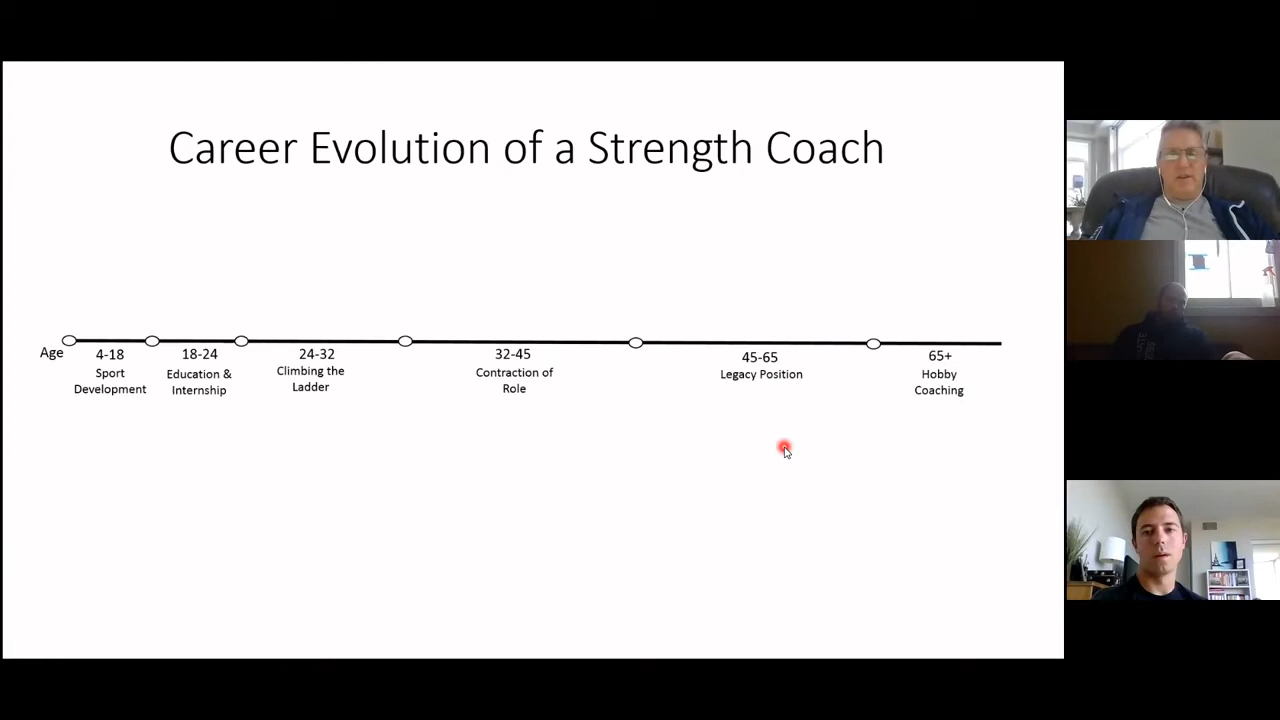 Career Evolution of a Strength Coach
Age
4-18
Sport
Development
18-24
Education &
Internship
24-32
Climbing the
Ladder
32-45
Contraction of
Role
45-65
Legacy Position
65+
Hobby
Coaching